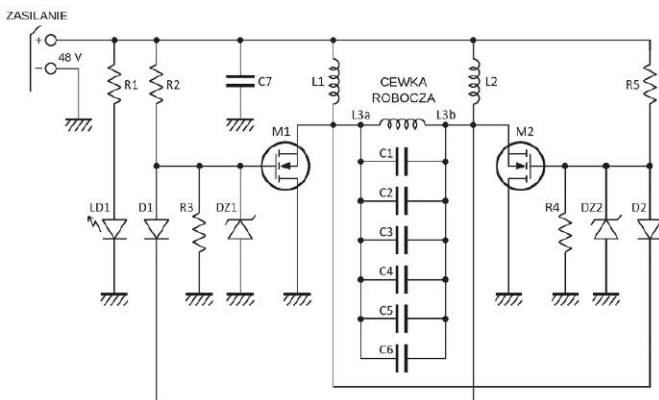 ZASILANIE
+
48 V
−
R1
R2
C7
L1
CEWKA
ROBOCZA
L2
R5
L3a
L3b
M1
M2
C1
C2
C3
C4
C5
C6
LD1
D1
R3
DZ1
R4
DZ2
D2